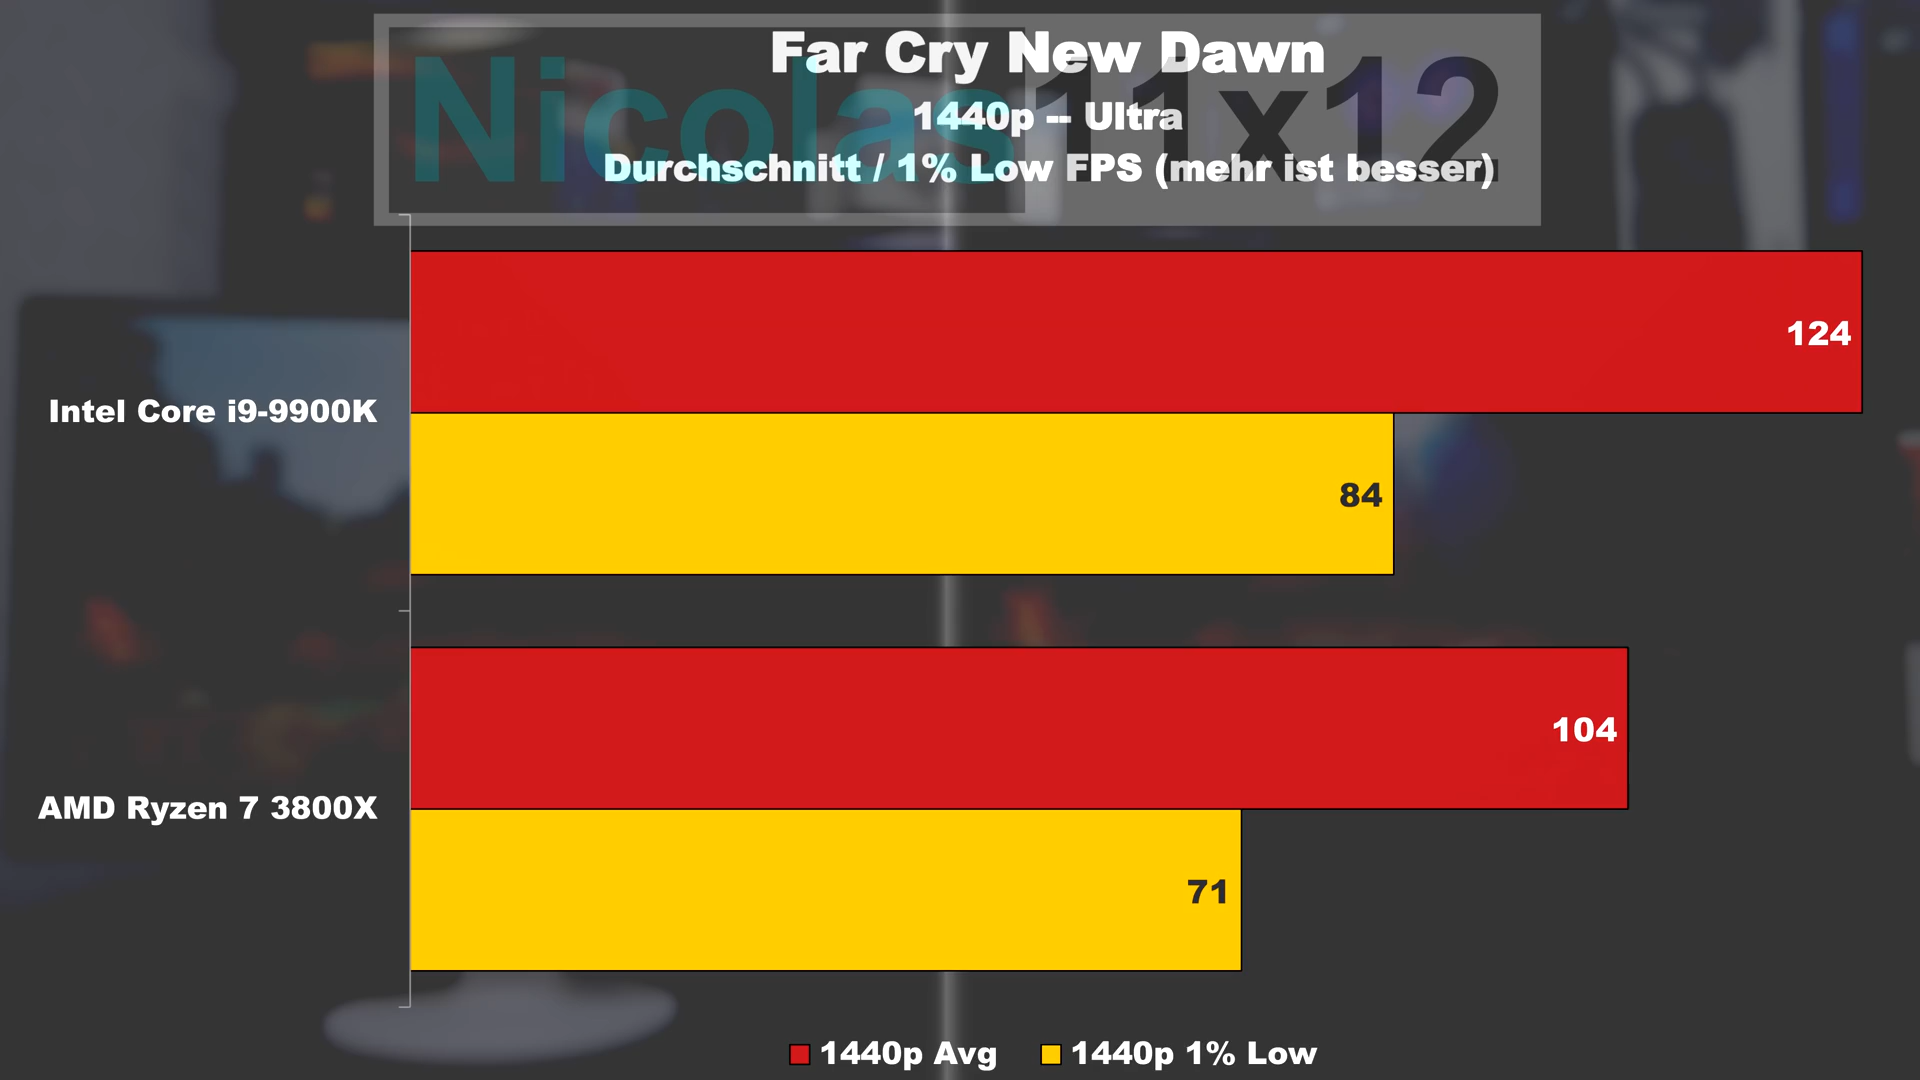 Far Cry New Dawn
Nicolas11x12
1440p -- Ultra
Durchschnitt / 1% Low FPS (mehr ist besser)
124
Intel Core i9-9900K
84
104
AMD Ryzen 7 3800X
71
1440p Avg
1440p 1% Low